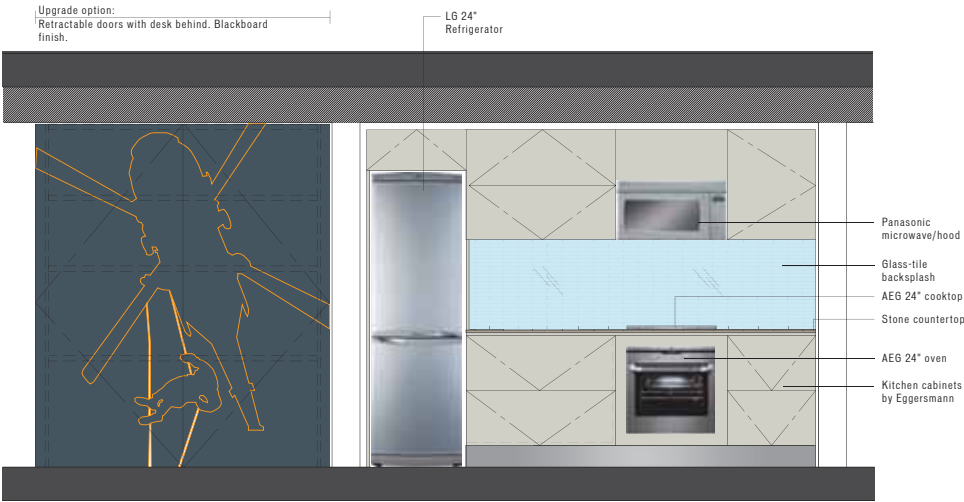 Upgrade option:
Retractable doors with desk behind. Blackboard
finish.
LG 24"
Refrigerator
Panasonic
microwave/hood
Glass-tile
backsplash
AEG 24" cooktop
Stone countertop
AEG 24" oven
Kitchen cabinets
by Eggersmann